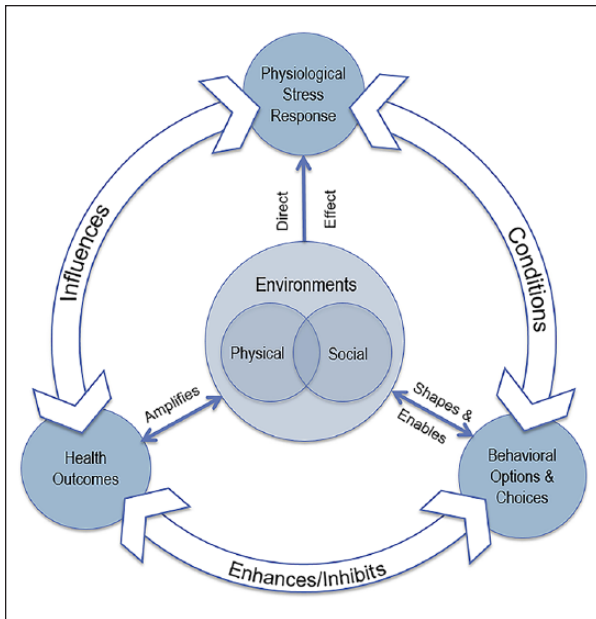 Physiological
Stress
Response
Direct
Effect
Influences
Conditions
Environments
Physical
Social
Amplifies
Shapes &
Enables
Health
Outcomes
Behavioral
Options &
Choices
Enhances/Inhibits